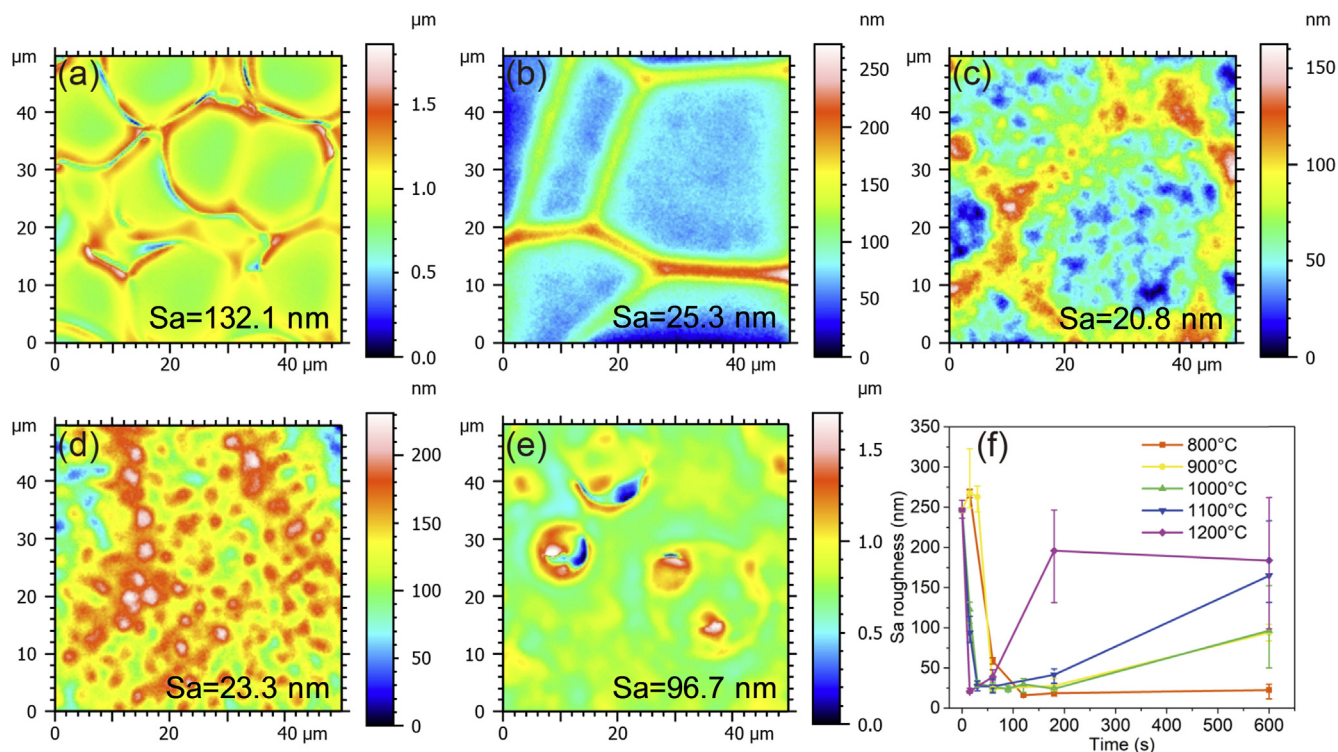 μm
nm
nm
μm
(a)
1.5
1.0
0.5
0.0
40
30
20
10
0
Sa=132.1 nm
0
20
40 μm
μm
(b)
250
200
150
100
50
0
40
30
20
10
0
Sa=25.3 nm
0
20
40 μm
μm
(c)
150
100
50
0
40
30
20
10
0
Sa=20.8 nm
0
20
40 μm
nm
μm
μm
(d)
200
150
100
50
0
40
30
20
10
0
Sa=23.3 nm
0
20
40 μm
μm
(e)
1.5
1.0
0.5
0.0
40
30
20
10
0
Sa=96.7 nm
0
20
40 μm
(f)
800°C
900°C
1000°C
1100°C
1200°C
Sa roughness (nm)
350
300
250
200
150
100
50
0
0
100
200
300
400
500
600
Time (s)